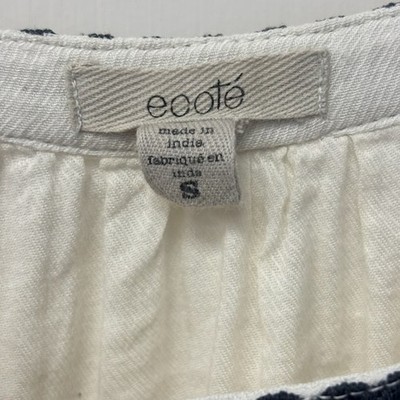 ecoté
made in
india
fabriqué en
inde
S